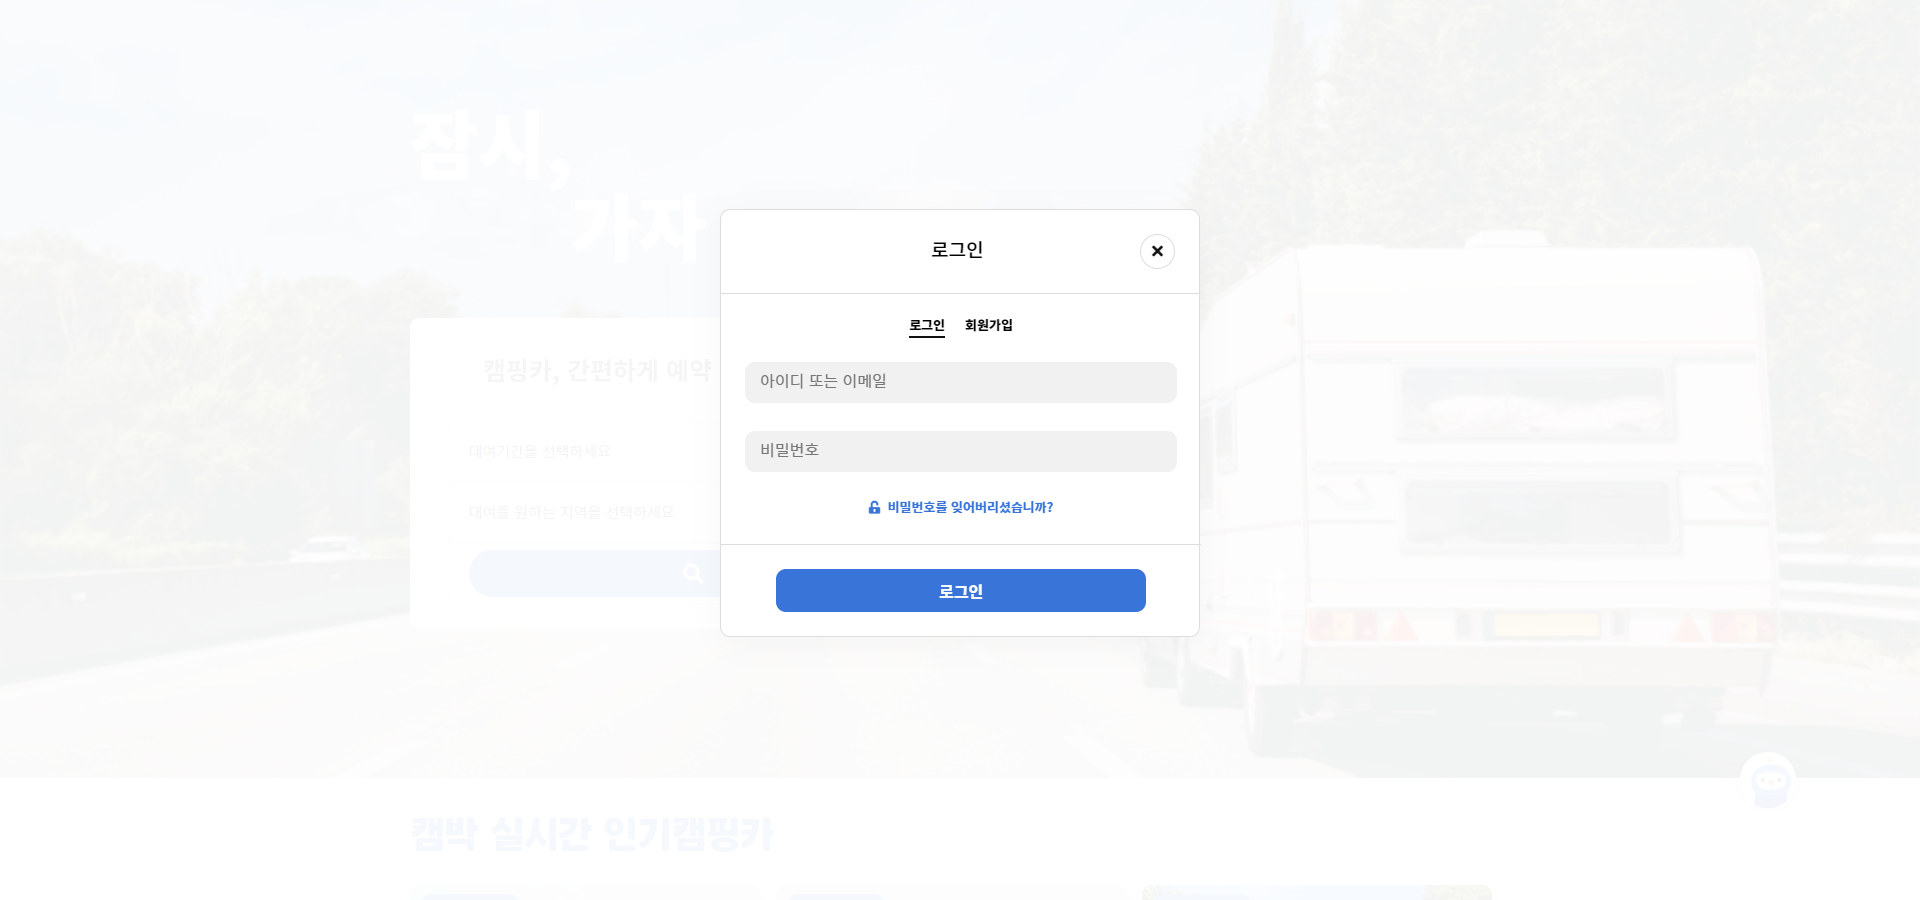 잠시,
가자
로그인
로그인 회원가입
캠핑카, 간편하게 예약
아이디 또는 이메일
대여기간을 선택하세요
비밀번호
대여를 원하는 지역을 선택하세요
비밀번호를 잊어버리셨습니까?
로그인
캠박 실시간 인기캠핑카